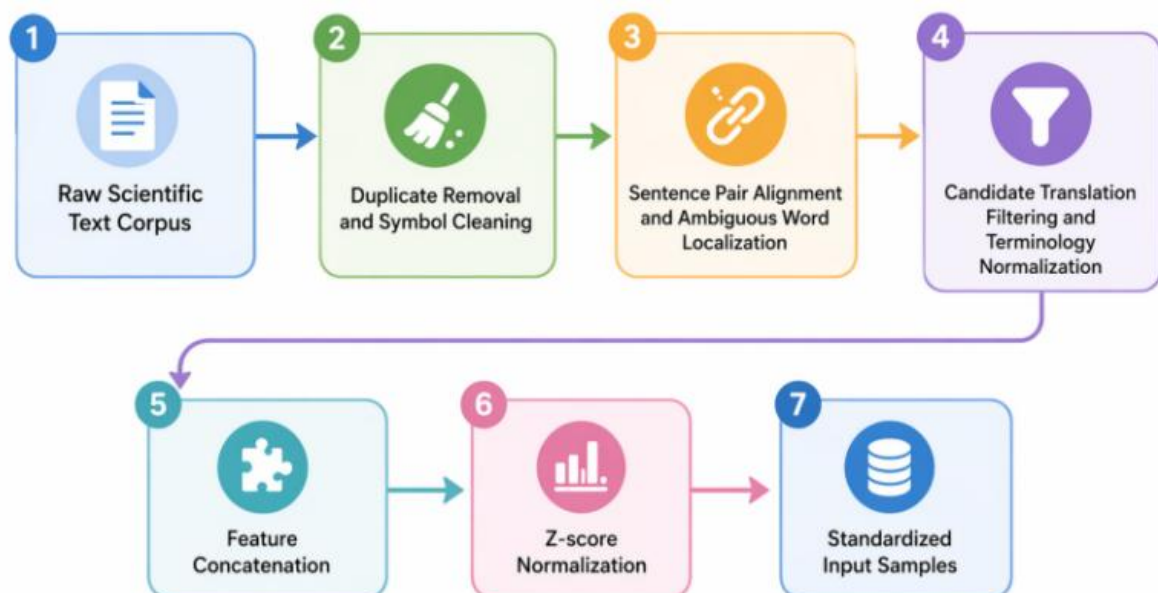 1
Raw Scientific
Text Corpus
2
Duplicate Removal
and Symbol Cleaning
3
Sentence Pair Alignment
and Ambiguous Word
Localization
4
Candidate Translation
Filtering and
Terminology
Normalization
5
Feature
Concatenation
6
Z-score
Normalization
7
Standardized
Input Samples